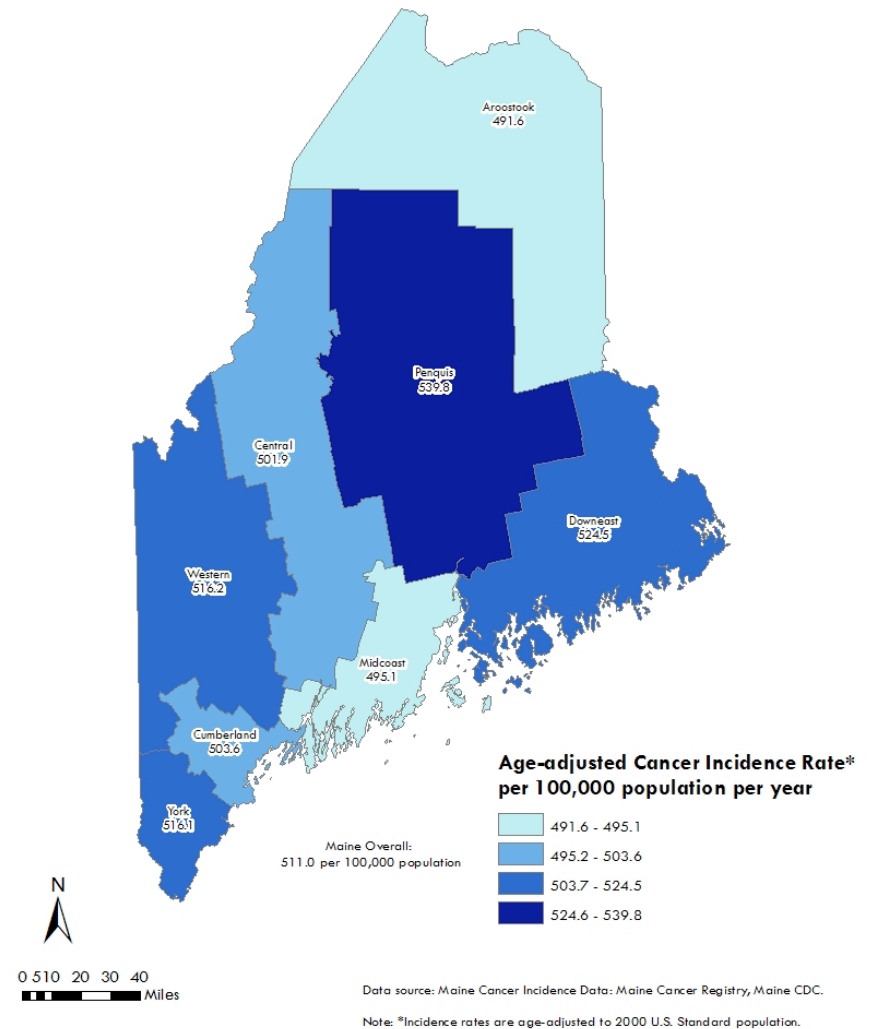 Aroostook
491.6
Penquis
539.8
Central
501.9
Downeast
524.5
Western
516.2
Midcoast
495.1
Cumberland
503.6
York
516.1
Age-adjusted Cancer Incidence Rate*
per 100,000 population per year
491.6 - 495.1
495.2 - 503.6
503.7 - 524.5
524.6 - 539.8
Maine Overall:
511.0 per 100,000 population
N
0 5 10 20 30 40
Miles
Data source: Maine Cancer Incidence Data: Maine Cancer Registry, Maine CDC.
Note: *Incidence rates are age-adjusted to 2000 U.S. Standard population.